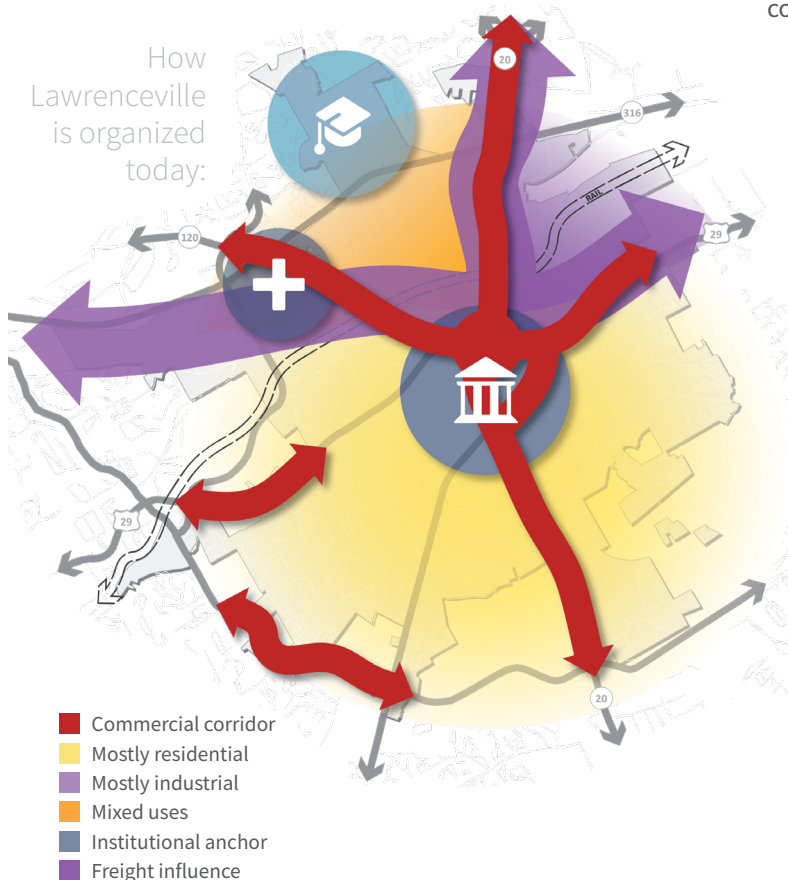 co
How
Lawrenceville
is organized
today:
20
316
RAIL
120
29
29
20
Commercial corridor
Mostly residential
Mostly industrial
Mixed uses
Institutional anchor
Freight influence